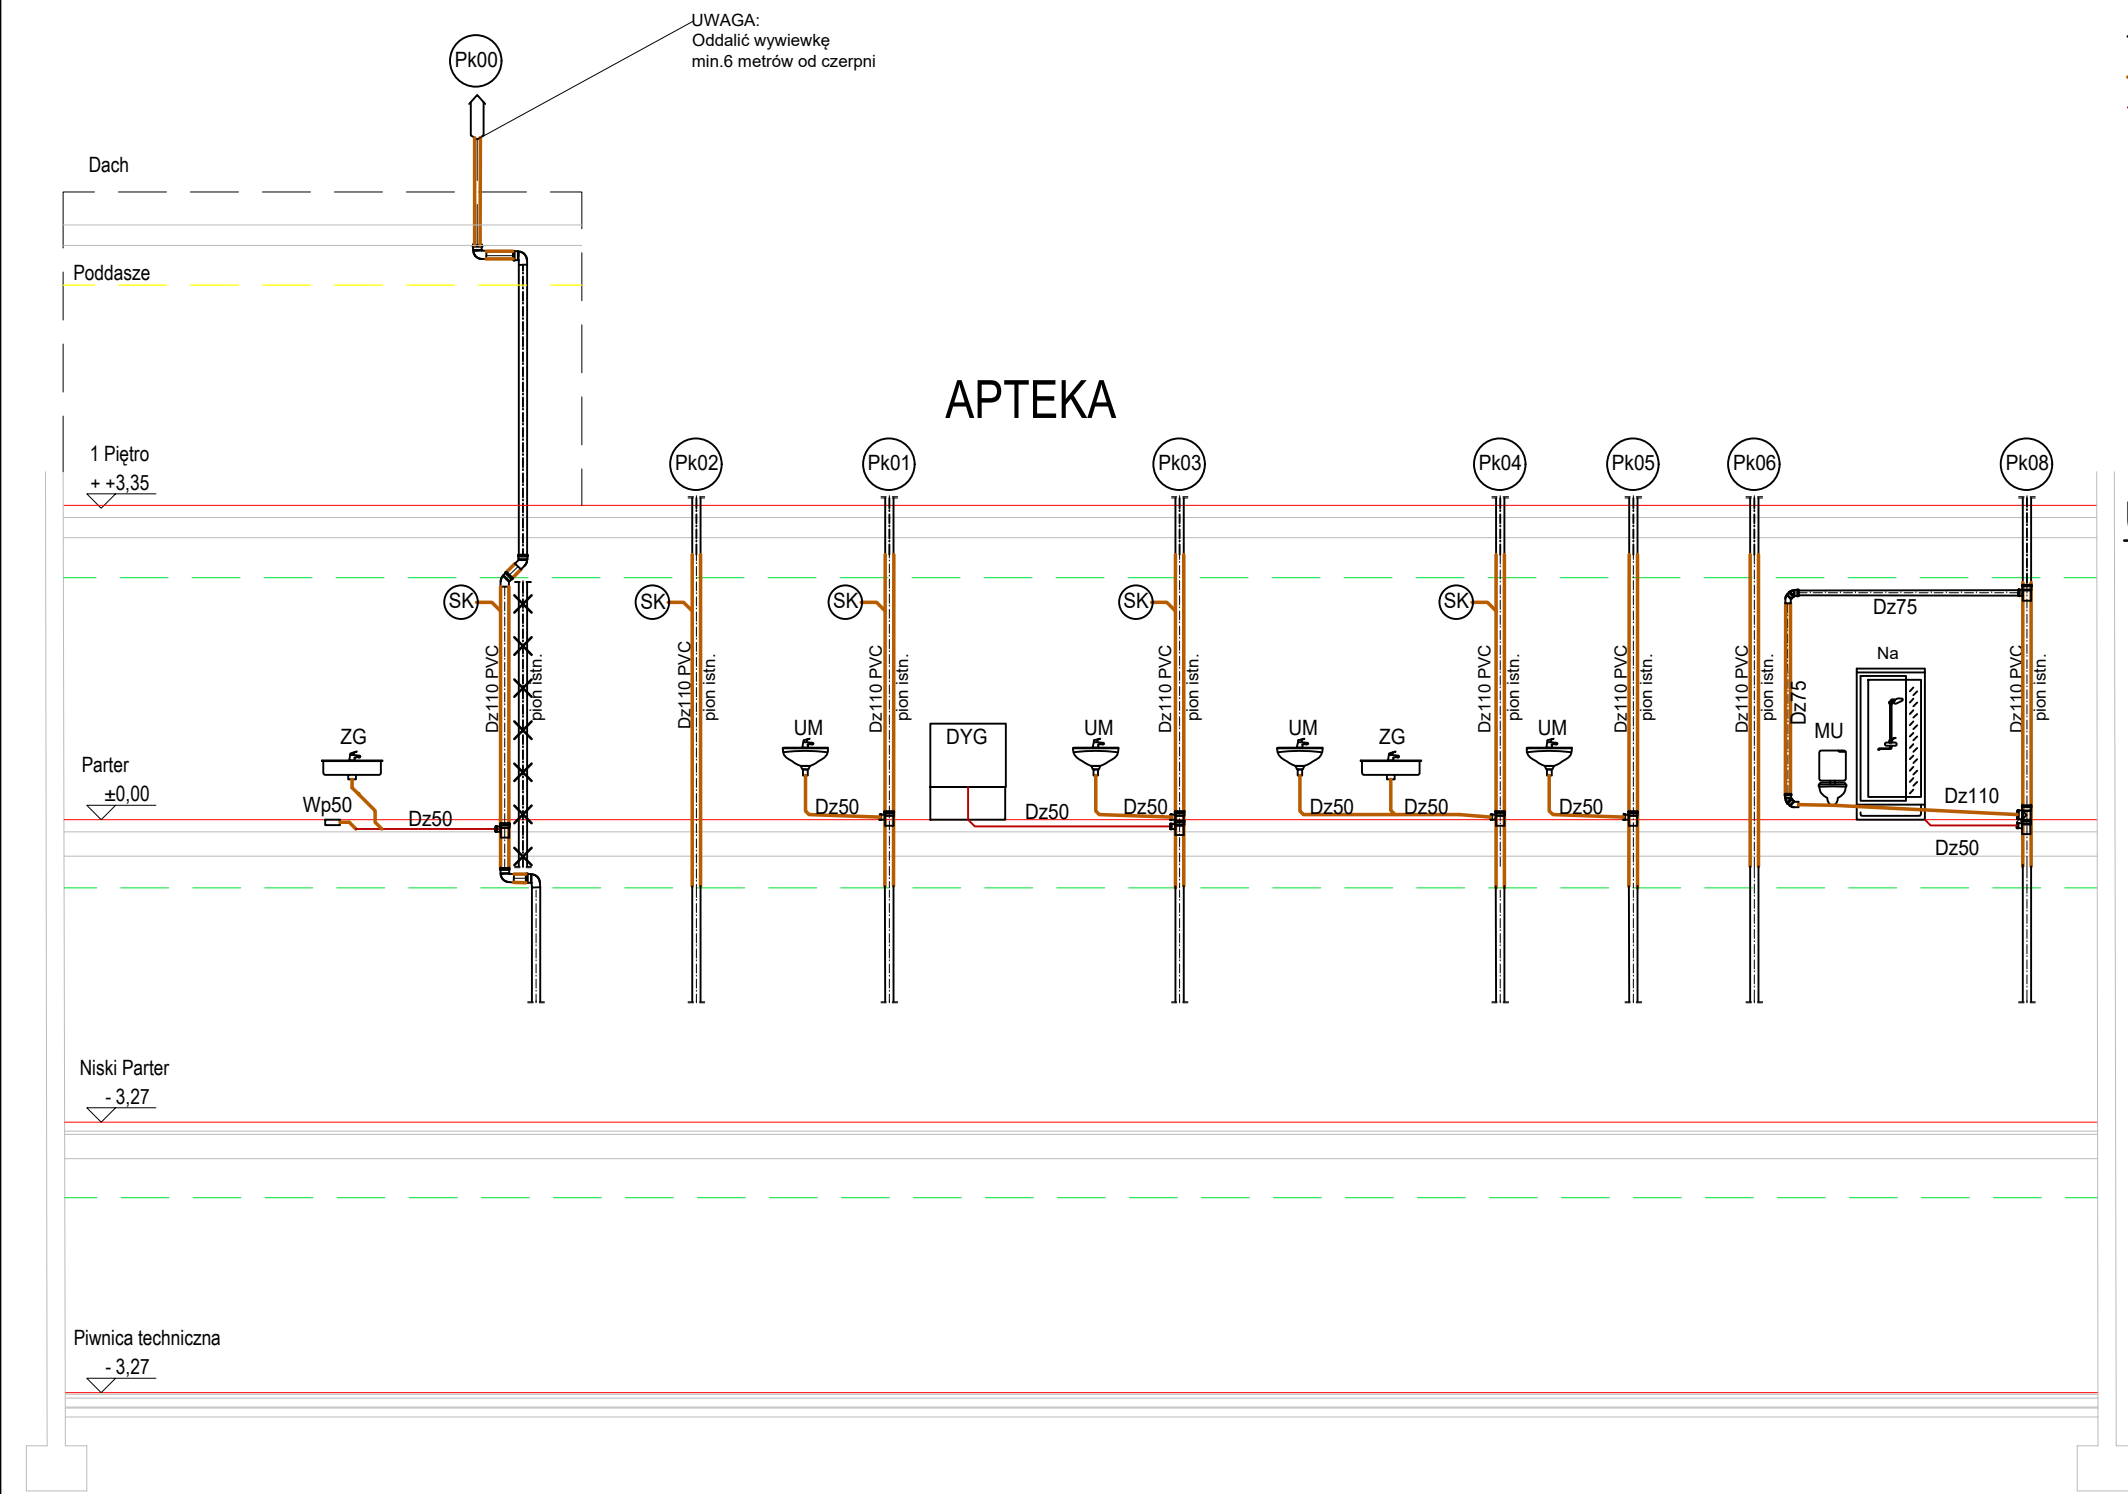 UWAGA:
Oddalić wywiewkę
min.6 metrów od czerpni
Pk00
Dach
Poddasze
APTEKA
1 Piętro
+ +3,35
Pk02
Pk01
Pk03
Pk04
Pk05
Pk06
Pk08
SK
SK
SK
SK
SK
Dz75
Dz110 PVC
pion istn.
Dz110 PVC
pion istn.
Dz110 PVC
pion istn.
Dz110 PVC
pion istn.
Dz110 PVC
pion istn.
Dz110 PVC
pion istn.
Dz110 PVC
pion istn.
Dz75
Na
Dz110 PVC
pion istn.
ZG
UM
DYG
UM
UM
ZG
UM
MU
Parter
±0,00
Wp50
Dz50
Dz50
Dz50
Dz50
Dz50
Dz50
Dz50
Dz110
Dz50
Niski Parter
- 3,27
Piwnica techniczna
- 3,27